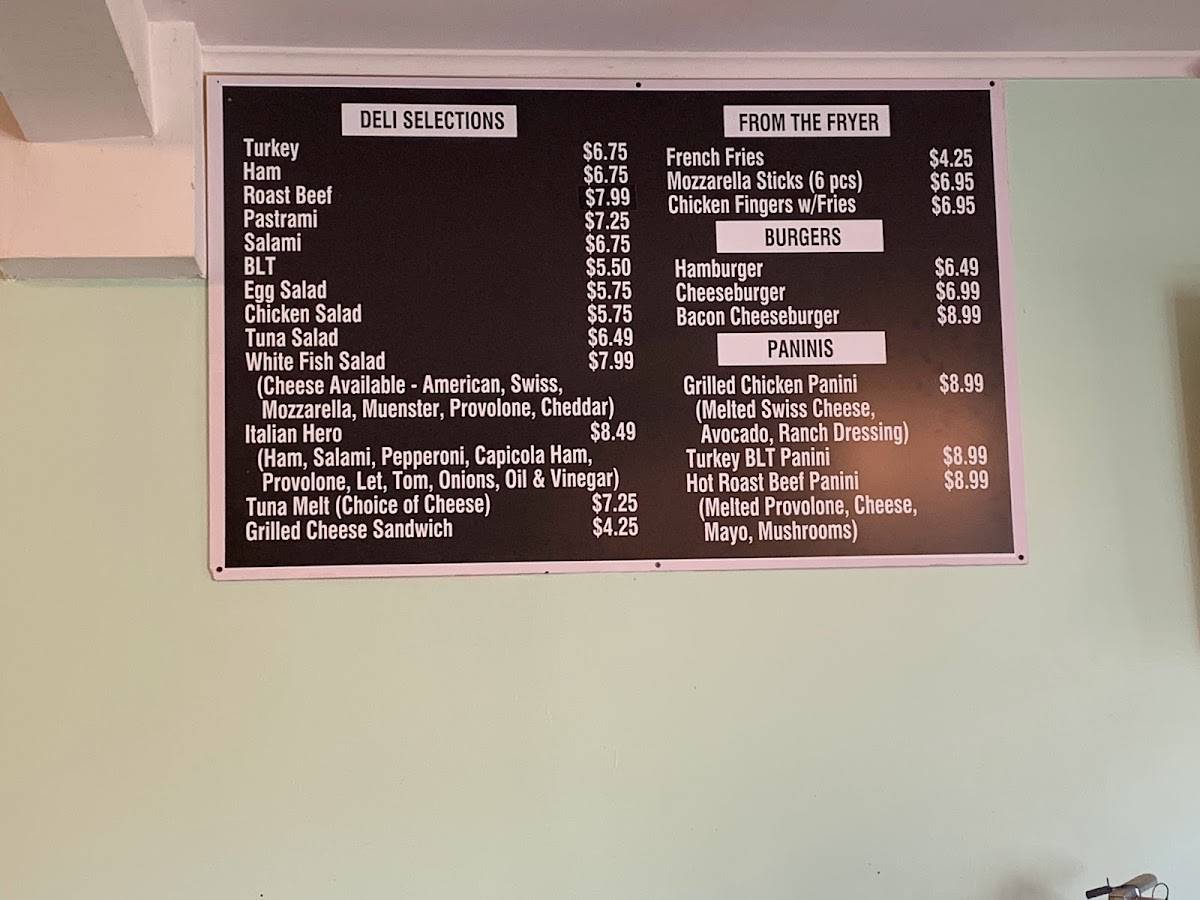 DELI SELECTIONS
Turkey $6.75
Ham $6.75
Roast Beef $7.99
Pastrami $7.25
Salami $6.75
BLT $5.50
Egg Salad $5.75
Chicken Salad $5.75
Tuna Salad $6.49
White Fish Salad $7.99
(Cheese Available - American, Swiss,
Mozzarella, Muenster, Provolone, Cheddar)
Italian Hero $8.49
(Ham, Salami, Pepperoni, Capicola Ham,
Provolone, Let, Tom, Onions, Oil & Vinegar)
Tuna Melt (Choice of Cheese) $7.25
Grilled Cheese Sandwich $4.25
FROM THE FRYER
French Fries $4.25
Mozzarella Sticks (6 pcs) $6.95
Chicken Fingers w/Fries $6.95
BURGERS
Hamburger $6.49
Cheeseburger $6.99
Bacon Cheeseburger $8.99
PANINIS
Grilled Chicken Panini $8.99
(Melted Swiss Cheese,
Avocado, Ranch Dressing)
Turkey BLT Panini $8.99
Hot Roast Beef Panini $8.99
(Melted Provolone, Cheese,
Mayo, Mushrooms)